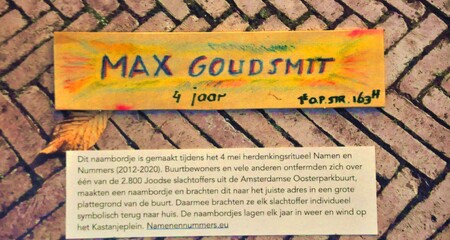 MAX GOUDSMIT
4 jaar
O.P. STR. 163H
Dit naambordje is gemaakt tijdens het 4 mei herdenkingsritueel Namen en
Nummers (2012-2020). Buurtbewoners en vele anderen ontfermden zich over
één van de 2.800 Joodse slachtoffers uit de Amsterdamse Oosterparkbuurt,
maakten een naambordje en brachten dit naar het juiste adres in een grote
plattegrond van de buurt. Daarmee brachten ze elk slachtoffer individueel
symbolisch terug naar huis. De naambordjes lagen elk jaar in weer en wind op
het Kastanjeplein. Namenennummers.eu